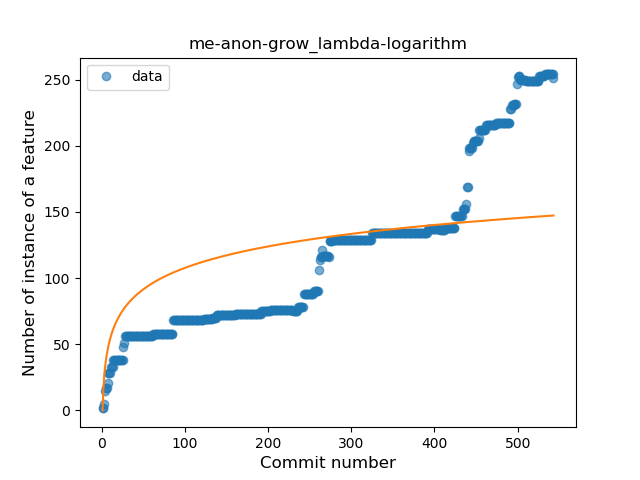 me-anon-grow_lambda-logarithm
data
Number of instance of a feature
250
200
150
100
50
0
0 100 200 300 400 500
Commit number